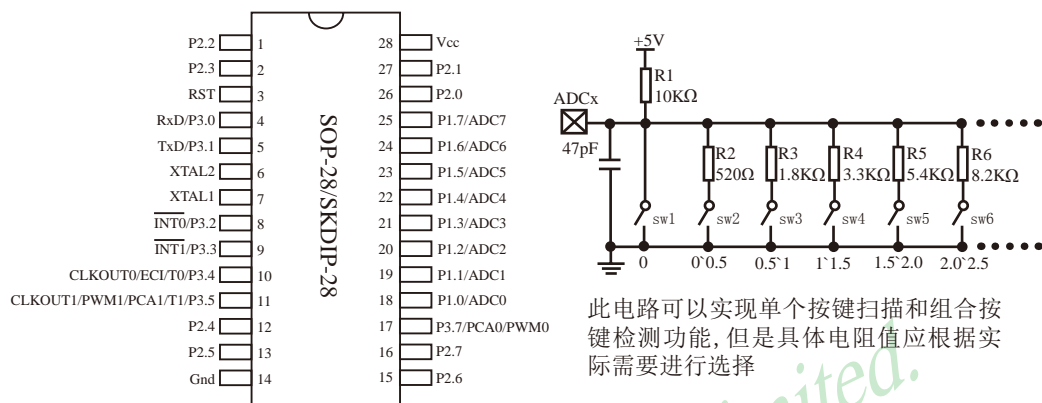 P2.2 1
P2.3 2
RST 3
RxD/P3.0 4
TxD/P3.1 5
XTAL2 6
XTAL1 7
INT0/P3.2 8
INT1/P3.3 9
CLKOUT0/ECI/T0/P3.4 10
CLKOUT1/PWM1/PCA1/T1/P3.5 11
P2.4 12
P2.5 13
Gnd 14
SOP-28/SKDIP-28
28 Vcc
27 P2.1
26 P2.0
25 P1.7/ADC7
24 P1.6/ADC6
23 P1.5/ADC5
22 P1.4/ADC4
21 P1.3/ADC3
20 P1.2/ADC2
19 P1.1/ADC1
18 P1.0/ADC0
17 P3.7/PCA0/PWM0
16 P2.7
15 P2.6
+5V
R1
10KΩ
ADCx
47pF
R2
520Ω
R3
1.8KΩ
R4
3.3KΩ
R5
5.4KΩ
R6
8.2KΩ
sw1 sw2 sw3 sw4 sw5 sw6
0 0`0.5 0.5`1 1`1.5 1.5`2.0 2.0`2.5
此电路可以实现单个按键扫描和组合按
键检测功能,但是具体电阻值应根据实
际需要进行选择
mited.